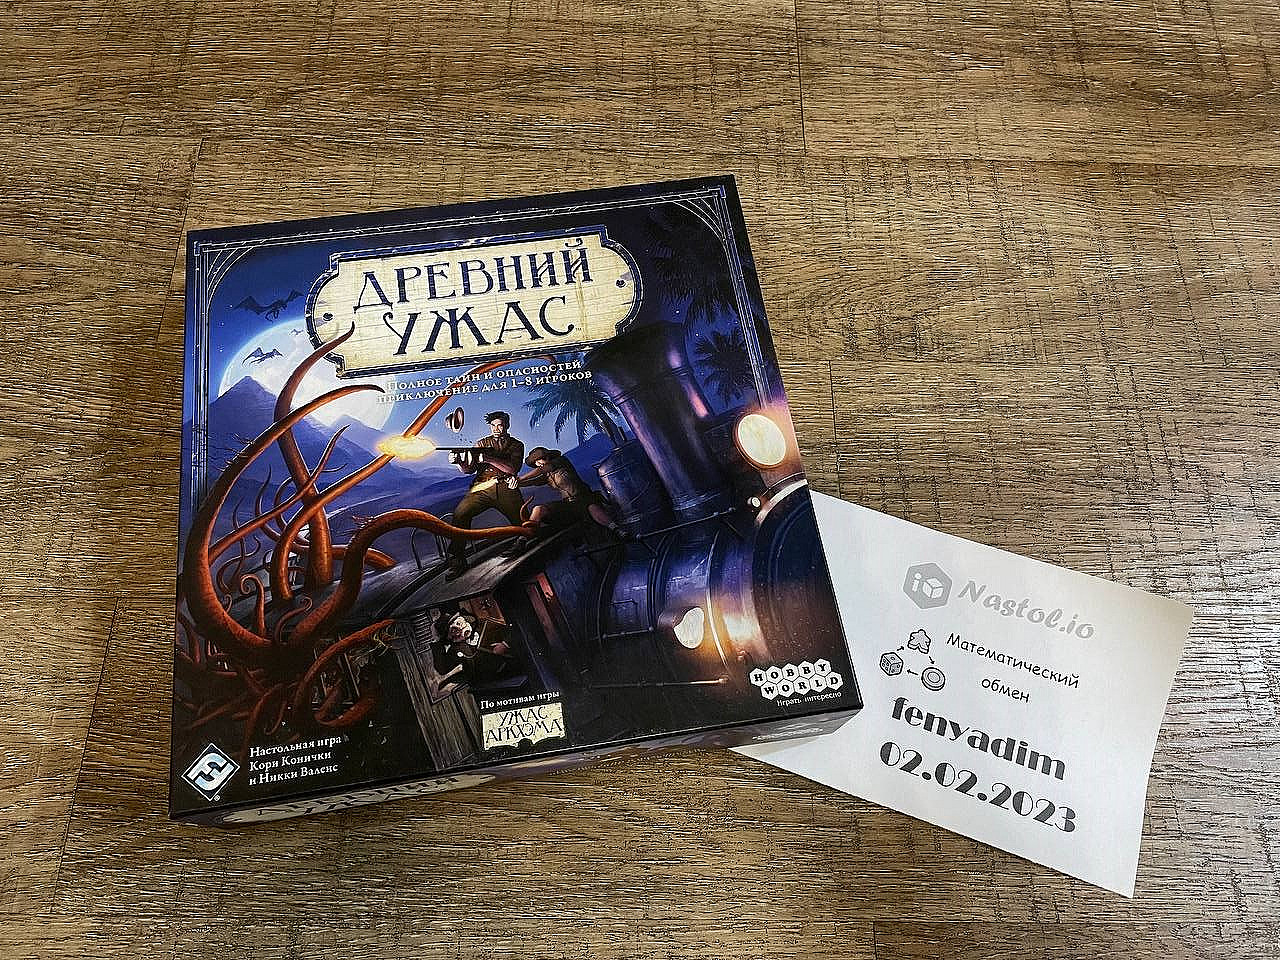 ДРЕВНИЙ
УЖАС
Полное тайн и опасностей
приключение для 1–8 игроков
По мотивам игры
УЖАС
АРКХЭМА
Настольная игра
Кори Конички
и Никки Валенс
HOBBY
WORLD
Играть интересно
Nastol.io
Математический
обмен
fenyadim
02.02.2023